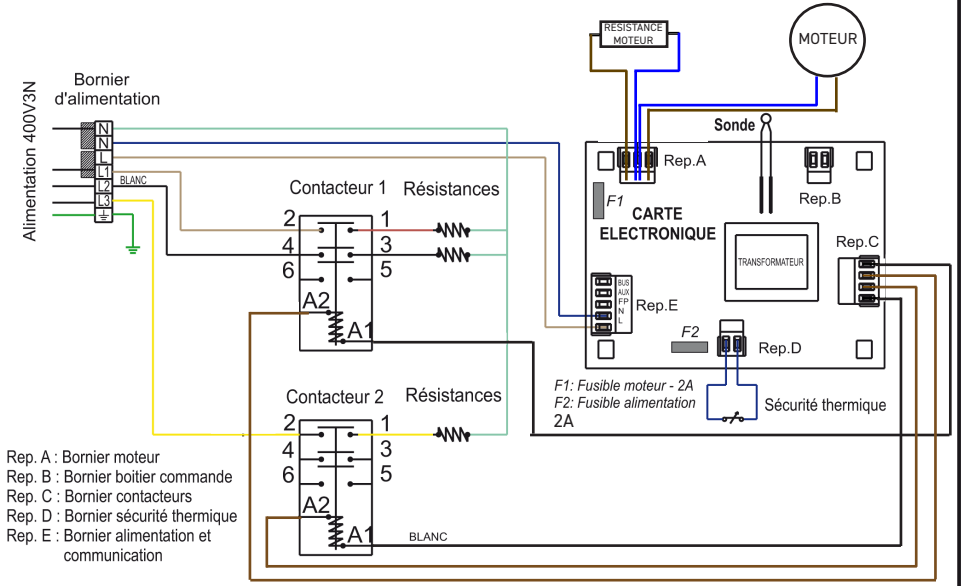 RESISTANCE
MOTEUR
MOTEUR
Bornier
d'alimentation
Alimentation 400V3N
N
N
L
L1
L2
L3
BLANC
Sonde
Rep.A
Rep.B
F1
CARTE
ELECTRONIQUE
TRANSFORMATEUR
Rep.C
Contacteur 1
Résistances
2
1
4
3
6
5
A2
A1
BUS
AUX
FP
N
L
Rep.E
F2
Rep.D
F1: Fusible moteur - 2A
F2: Fusible alimentation
2A
Sécurité thermique
Contacteur 2
Résistances
2
1
4
3
6
5
A2
A1
BLANC
Rep. A : Bornier moteur
Rep. B : Bornier boitier commande
Rep. C : Bornier contacteurs
Rep. D : Bornier sécurité thermique
Rep. E : Bornier alimentation et
communication